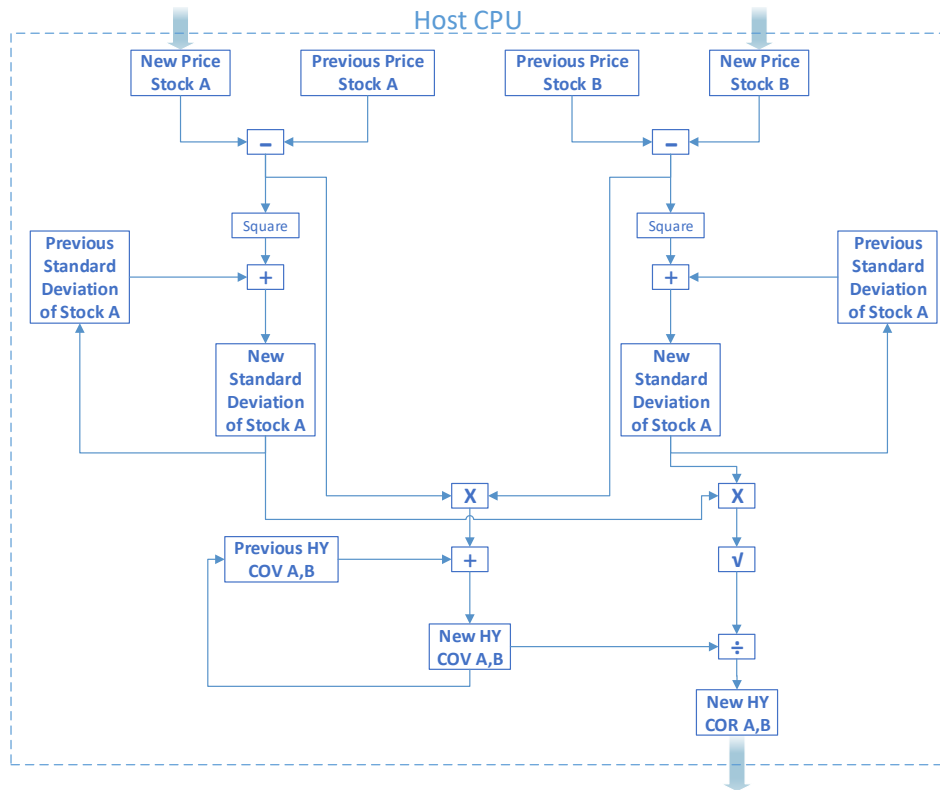 Host CPU
New Price
Stock A
Previous Price
Stock A
Previous Price
Stock B
New Price
Stock B
−
−
Square
Square
Previous
Standard
Deviation
of Stock A
+
+
Previous
Standard
Deviation
of Stock A
New
Standard
Deviation
of Stock A
New
Standard
Deviation
of Stock A
X
X
Previous HY
COV A,B
+
√
New HY
COV A,B
÷
New HY
COR A,B